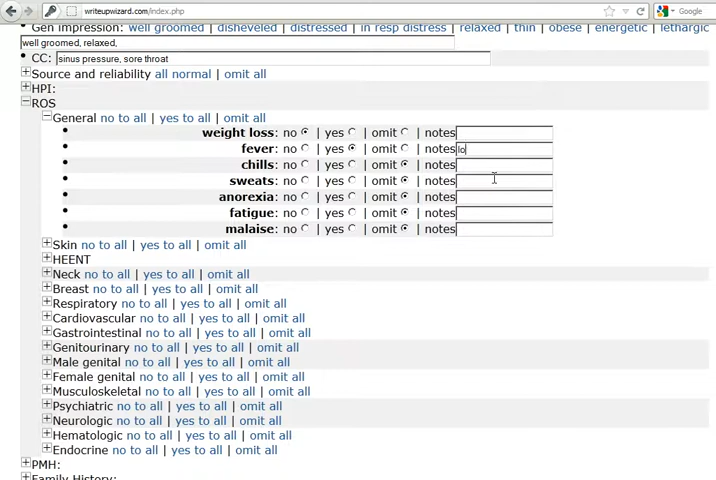 writeupwizard.com/index.php Google
Gen impression: well groomed | disheveled | distressed | in resp distress | relaxed | thin | obese | energetic | lethargic
well groomed, relaxed,
CC: sinus pressure, sore throat
Source and reliability all normal | omit all
HPI:
ROS
General no to all | yes to all | omit all
weight loss: no | yes | omit | notes
fever: no | yes | omit | notes lo
chills: no | yes | omit | notes
sweats: no | yes | omit | notes
anorexia: no | yes | omit | notes
fatigue: no | yes | omit | notes
malaise: no | yes | omit | notes
Skin no to all | yes to all | omit all
HEENT
Neck no to all | yes to all | omit all
Breast no to all | yes to all | omit all
Respiratory no to all | yes to all | omit all
Cardiovascular no to all | yes to all | omit all
Gastrointestinal no to all | yes to all | omit all
Genitourinary no to all | yes to all | omit all
Male genital no to all | yes to all | omit all
Female genital no to all | yes to all | omit all
Musculoskeletal no to all | yes to all | omit all
Psychiatric no to all | yes to all | omit all
Neurologic no to all | yes to all | omit all
Hematologic no to all | yes to all | omit all
Endocrine no to all | yes to all | omit all
PMH:
Family History: